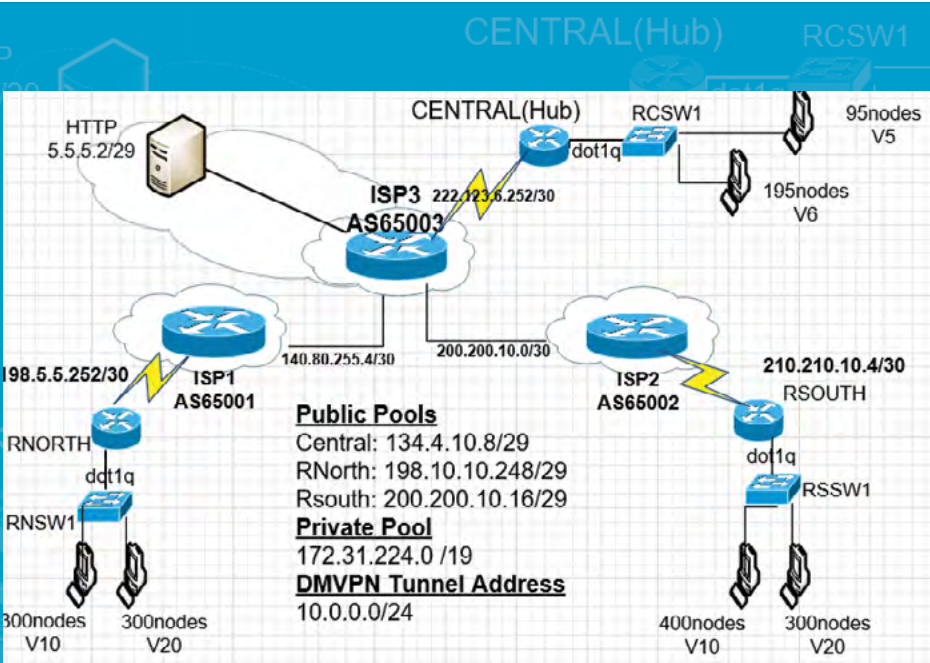 CENTRAL(Hub)
RCSW1
CENTRAL(Hub)
RCSW1
95nodes
V5
HTTP
5.5.5.2/29
dot1q
195nodes
V6
ISP3
222.123.6.252/30
AS65003
198.5.5.252/30
ISP1
AS65001
140.80.255.4/30
200.200.10.0/30
ISP2
AS65002
210.210.10.4/30
RSOUTH
RNORTH
dot1q
RNSW1
dot1q
RSSW1
Public Pools
Central: 134.4.10.8/29
RNorth: 198.10.10.248/29
Rsouth: 200.200.10.16/29
Private Pool
172.31.224.0 /19
DMVPN Tunnel Address
10.0.0.0/24
300nodes
V10
300nodes
V20
400nodes
V10
300nodes
V20